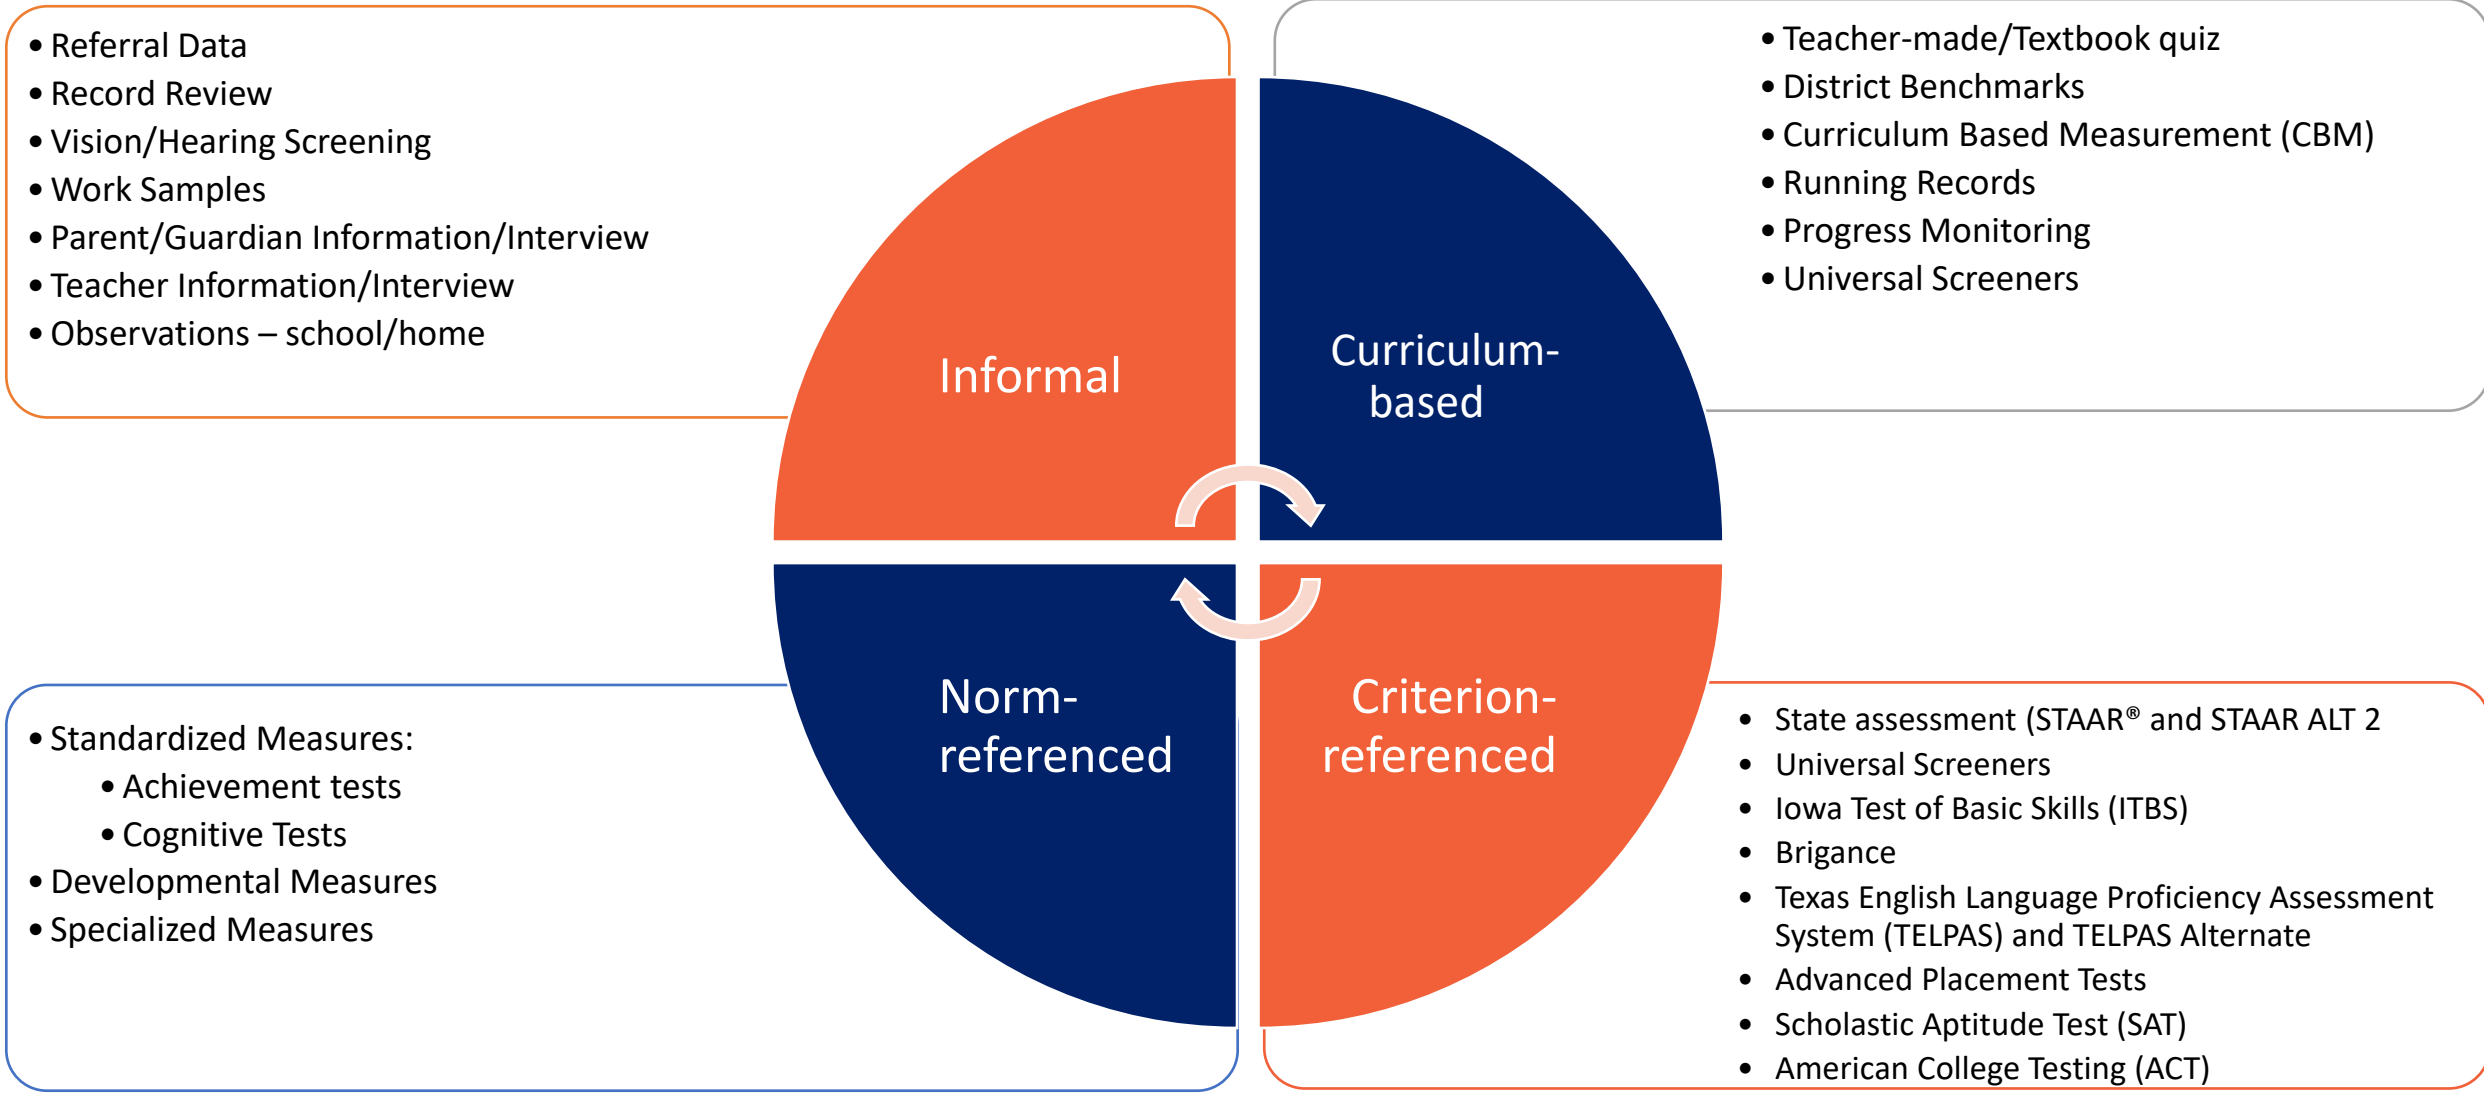 • Referral Data
• Record Review
• Vision/Hearing Screening
• Work Samples
• Parent/Guardian Information/Interview
• Teacher Information/Interview
• Observations – school/home
Informal
• Teacher-made/Textbook quiz
• District Benchmarks
• Curriculum Based Measurement (CBM)
• Running Records
• Progress Monitoring
• Universal Screeners
Curriculum-
based
• Standardized Measures:
• Achievement tests
• Cognitive Tests
• Developmental Measures
• Specialized Measures
Norm-
referenced
Criterion-
referenced
• State assessment (STAAR® and STAAR ALT 2
• Universal Screeners
• Iowa Test of Basic Skills (ITBS)
• Brigance
• Texas English Language Proficiency Assessment
System (TELPAS) and TELPAS Alternate
• Advanced Placement Tests
• Scholastic Aptitude Test (SAT)
• American College Testing (ACT)